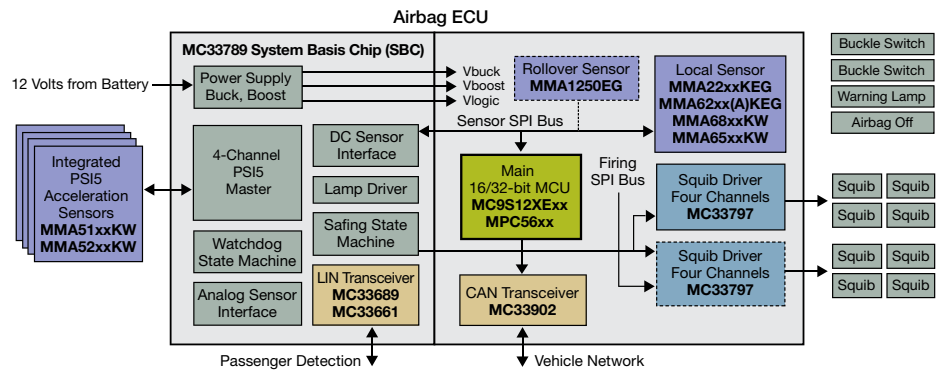 Airbag ECU
MC33789 System Basis Chip (SBC)
12 Volts from Battery
Power Supply
Buck, Boost
Vbuck
Vboost
Vlogic
Rollover Sensor
MMA1250EG
Local Sensor
MMA22xxKEG
MMA62xx(A)KEG
MMA68xxKW
MMA65xxKW
Buckle Switch
Buckle Switch
Warning Lamp
Airbag Off
Sensor SPI Bus
Integrated
PSI5
Acceleration
Sensors
MMA51xxKW
MMA52xxKW
4-Channel
PSI5
Master
DC Sensor
Interface
Lamp Driver
Safing State
Machine
Main
16/32-bit MCU
MC9S12XExx
MPC56xx
Firing
SPI Bus
Squib Driver
Four Channels
MC33797
Squib Squib
Squib Squib
Watchdog
State Machine
Analog Sensor
Interface
LIN Transceiver
MC33689
MC33661
CAN Transceiver
MC33902
Squib Driver
Four Channels
MC33797
Squib Squib
Squib Squib
Passenger Detection
Vehicle Network